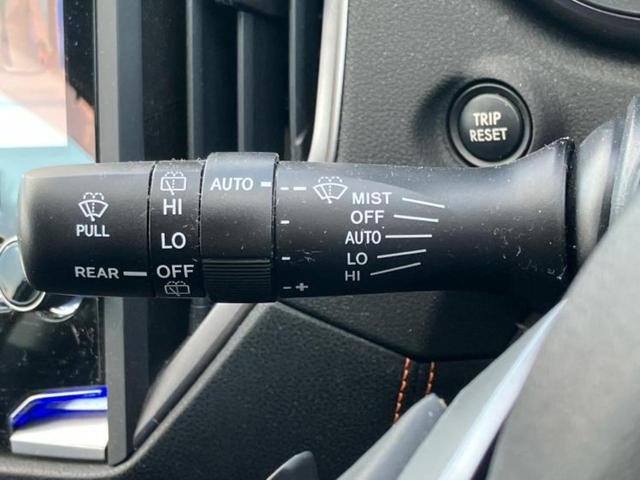 TRIP
RESET
PULL
REAR
HI
LO
OFF
AUTO
- +
MIST
OFF
AUTO
LO
HI